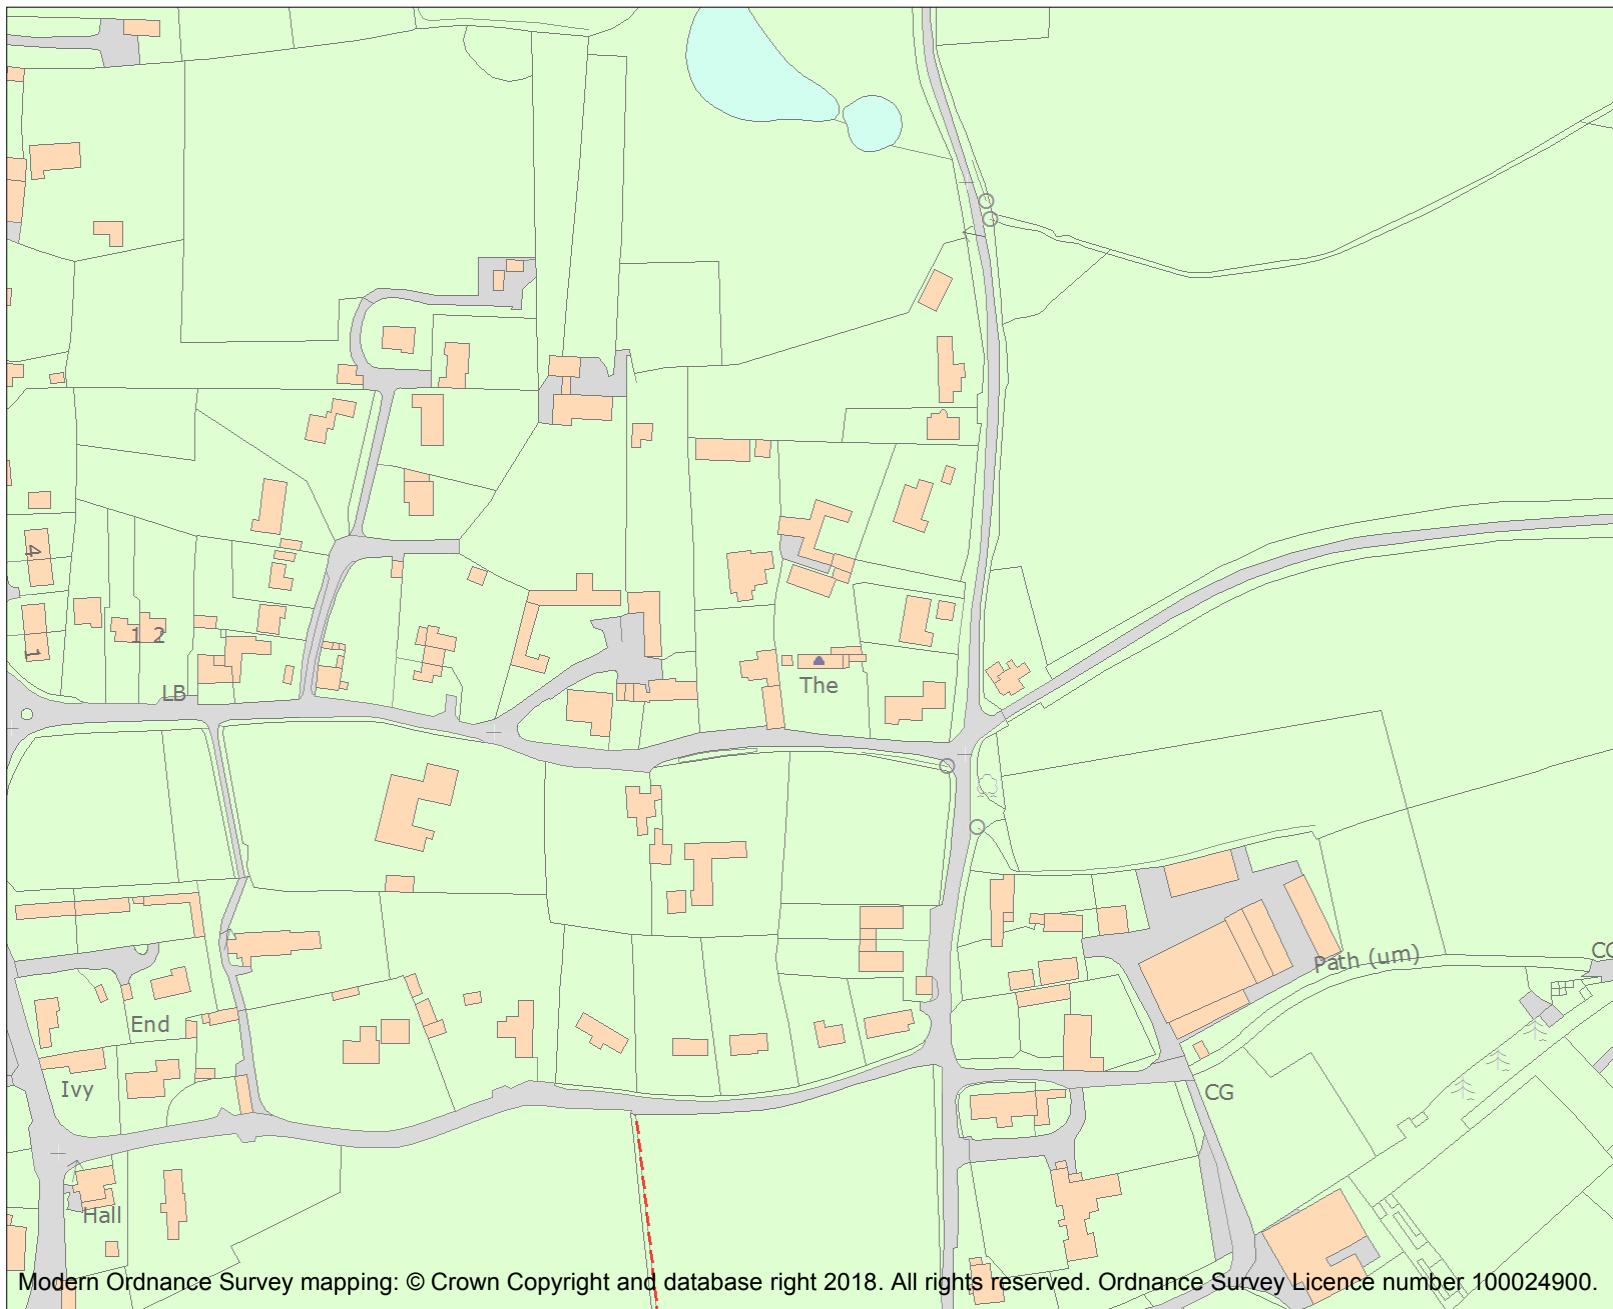 4
1 2
1
LB
The
Path (um)
CG
End
Ivy
CG
Hall
Modern Ordnance Survey mapping: © Crown Copyright and database right 2018. All rights reserved. Ordnance Survey Licence number 100024900.